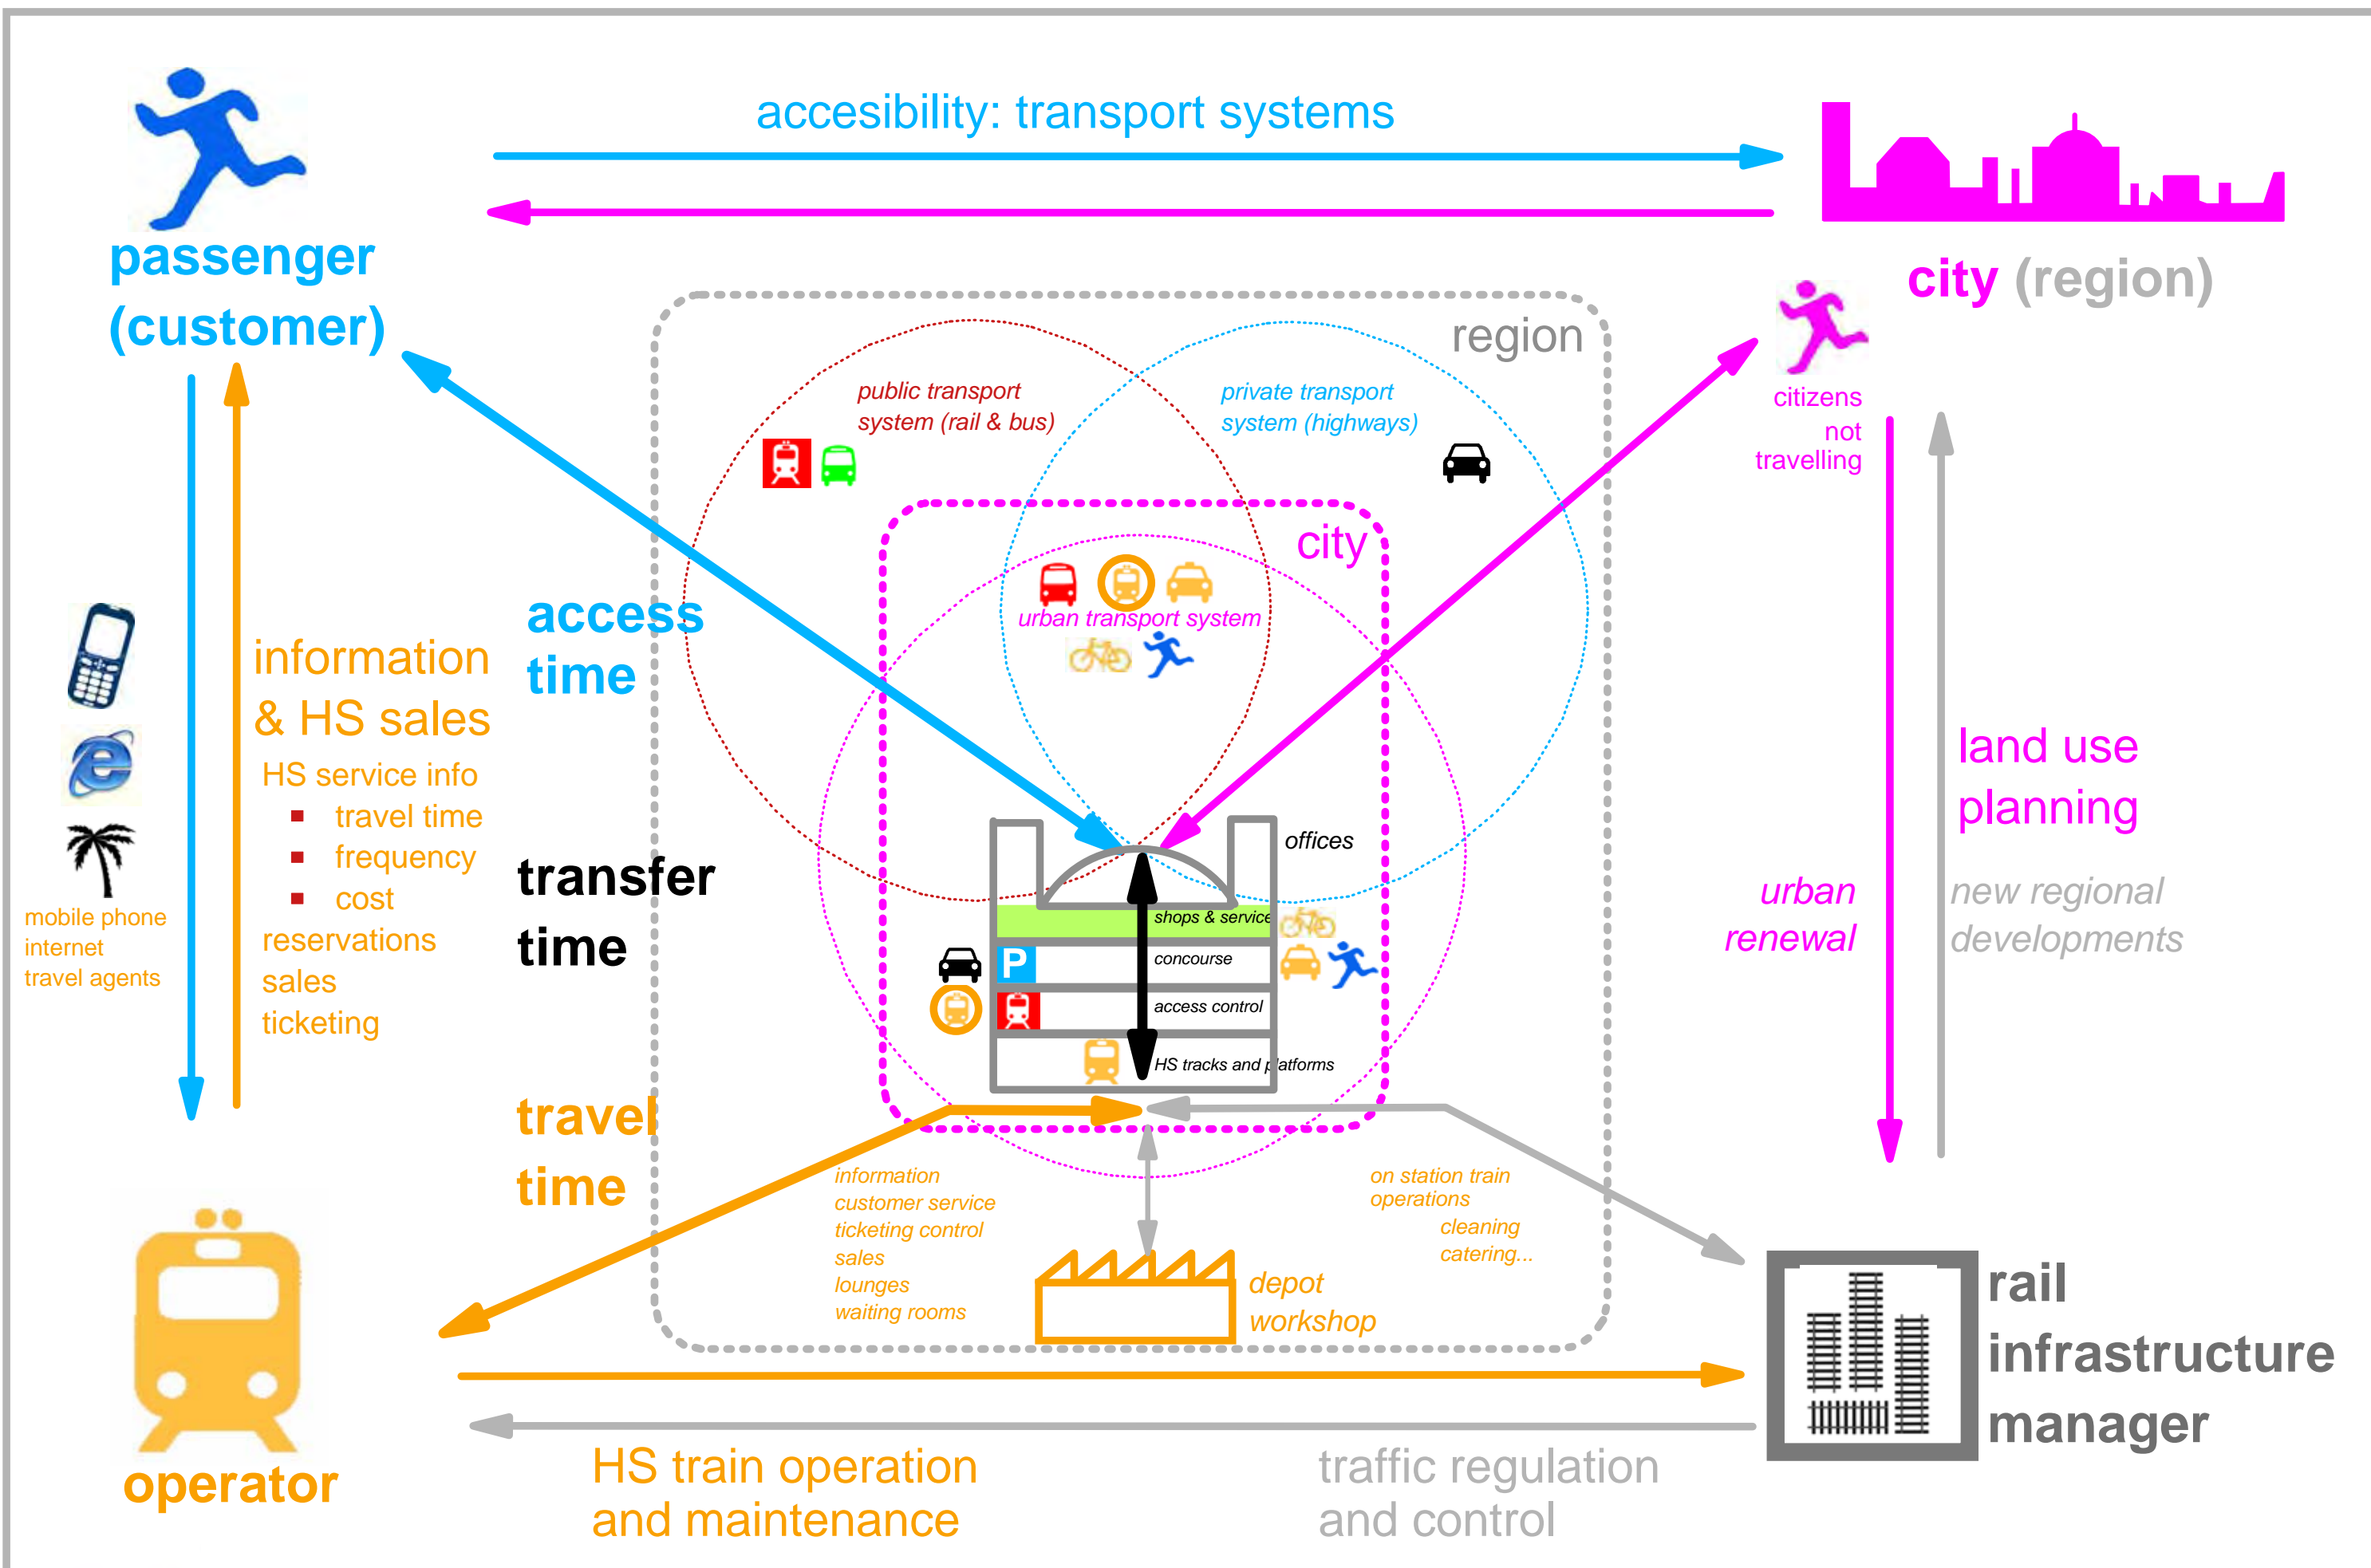 accesibility: transport systems
passenger
(customer)
city (region)
citizens
not
travelling
region
public transport
system (rail & bus)
private transport
system (highways)
city
urban transport system
access
time
information
& HS sales
HS service info
travel time
frequency
cost
reservations
sales
ticketing
mobile phone
internet
travel agents
transfer
time
offices
shops & service
concourse
P
access control
HS tracks and platforms
land use
planning
urban
renewal
new regional
developments
travel
time
information
customer service
ticketing control
sales
lounges
waiting rooms
on station train
operations
cleaning
catering...
depot
workshop
operator
rail
infrastructure
manager
HS train operation
and maintenance
traffic regulation
and control